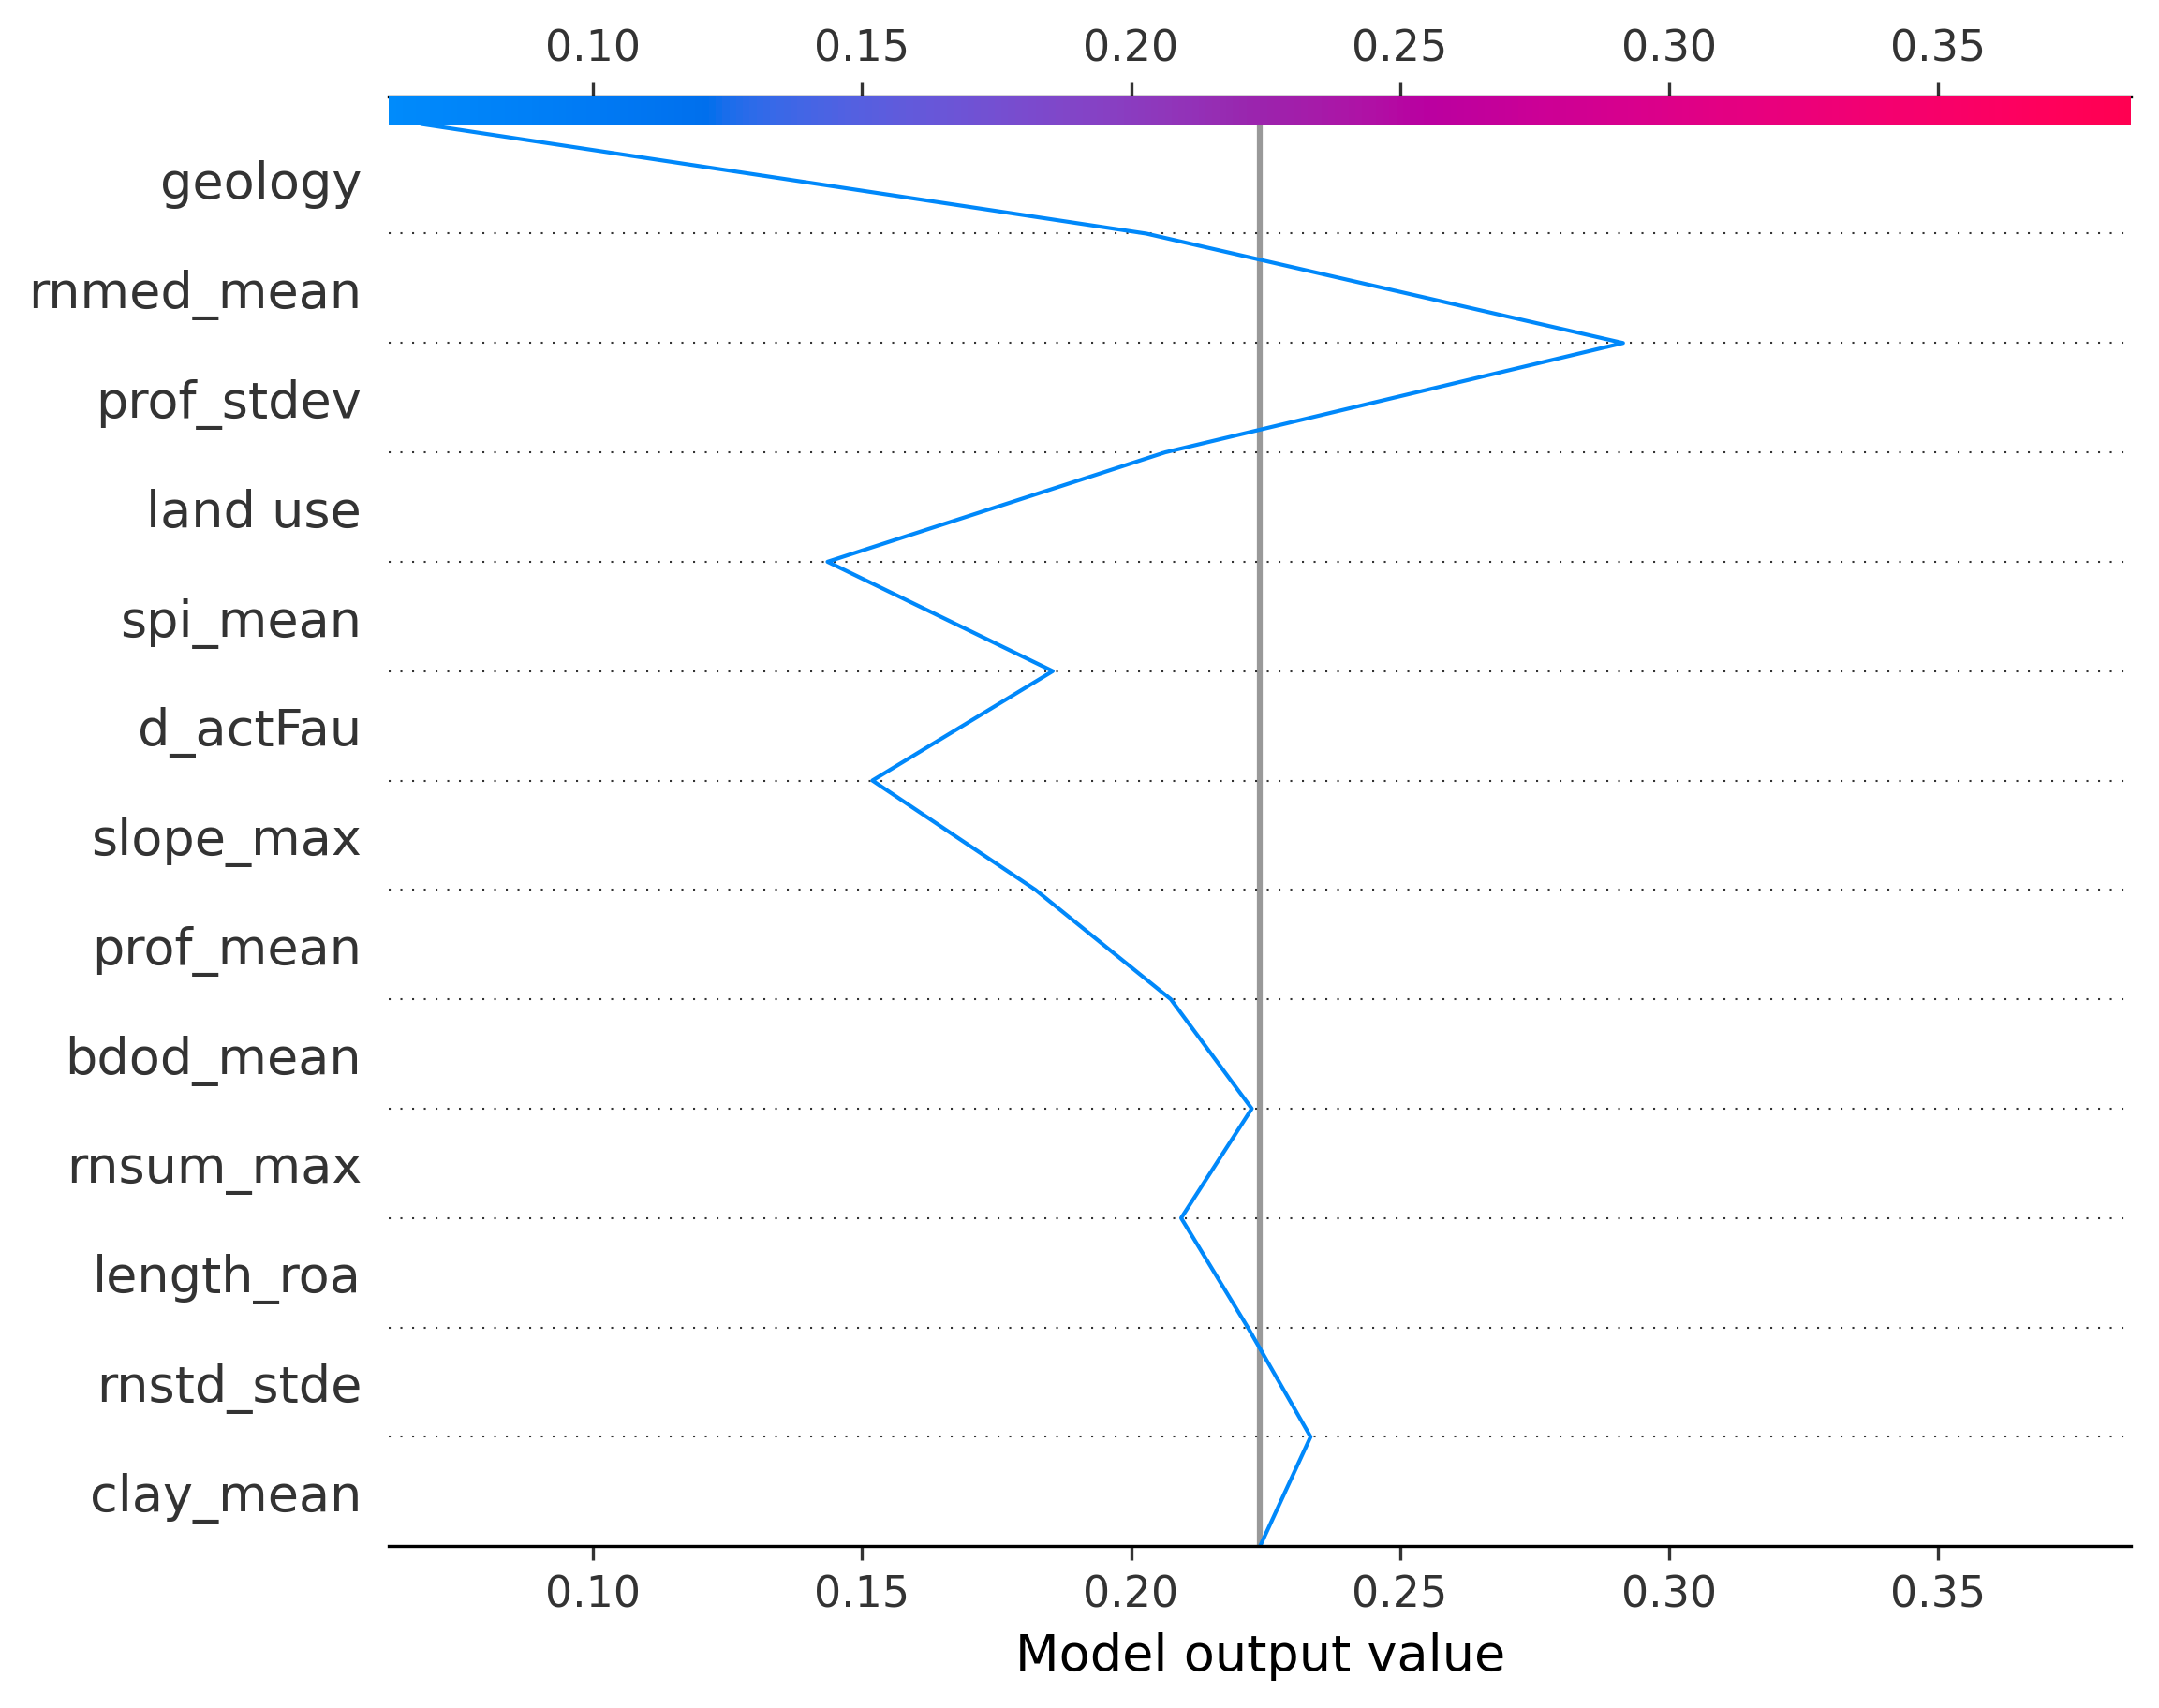 0.10 0.15 0.20 0.25 0.30 0.35
geology
rnmed_mean
prof_stdev
land use
spi_mean
d_actFau
slope_max
prof_mean
bdod_mean
rnsum_max
length_roa
rnstd_stde
clay_mean
0.10 0.15 0.20 0.25 0.30 0.35
Model output value